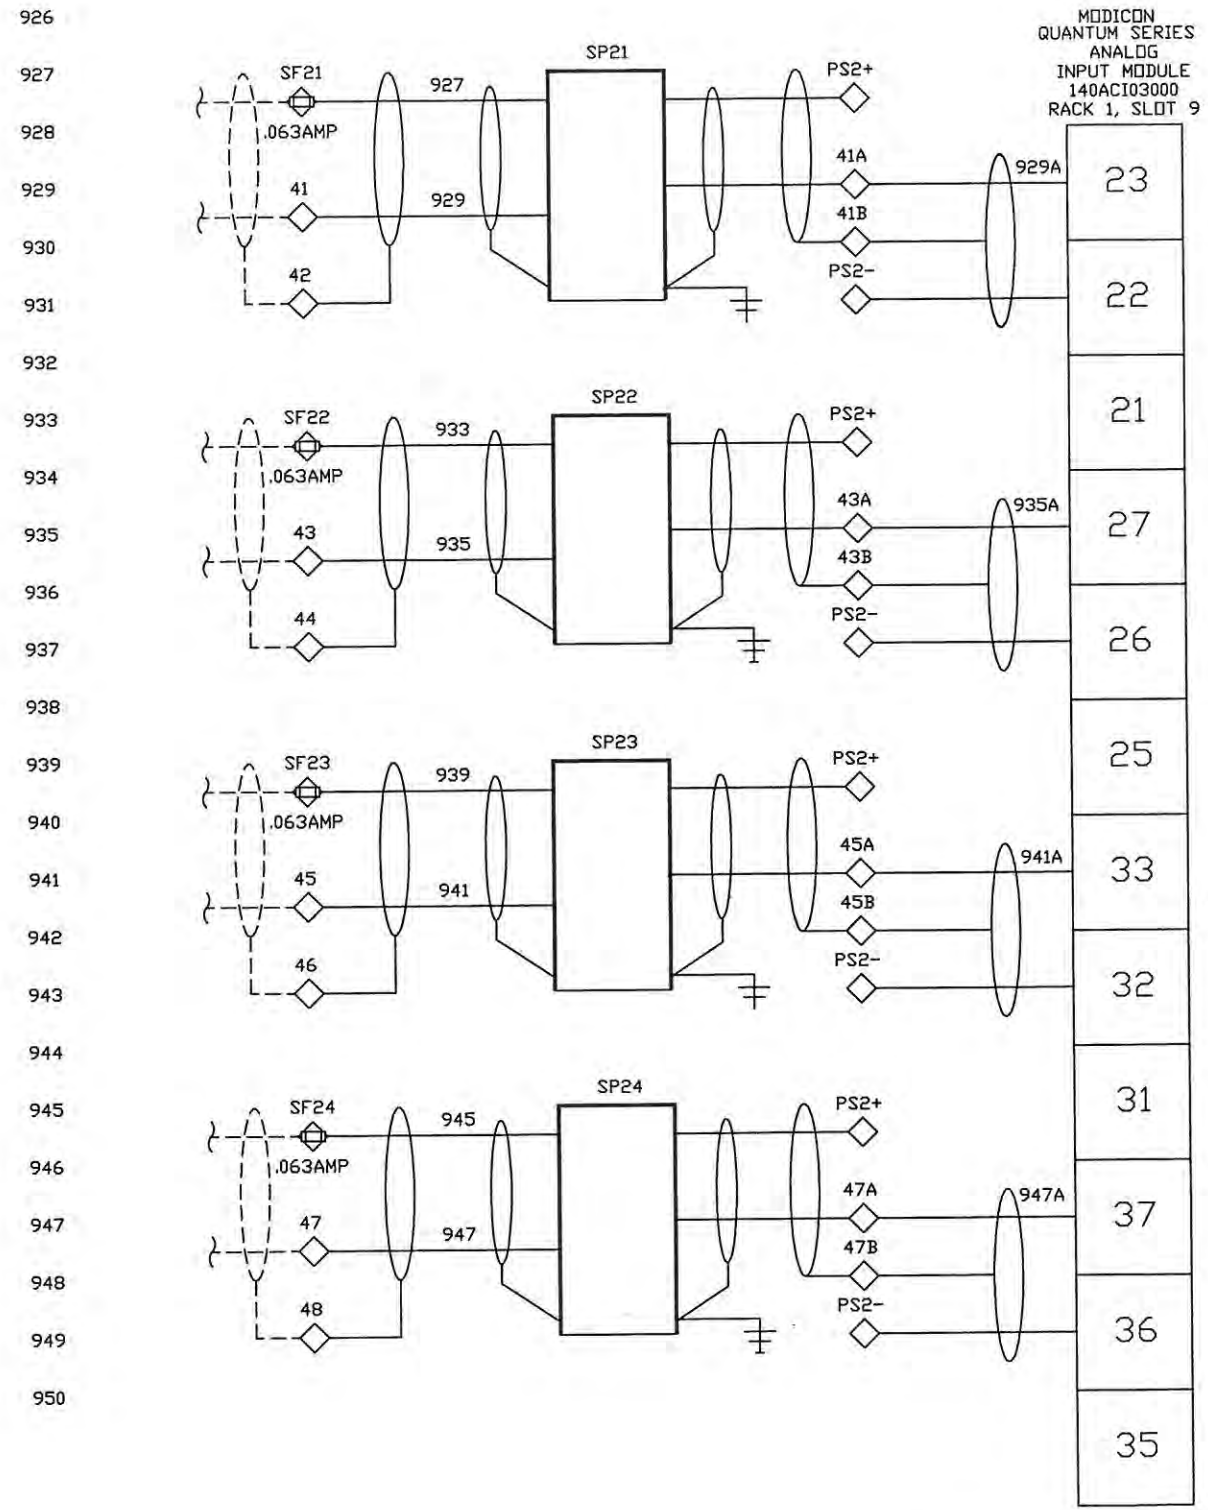 926
MODICON
QUANTUM SERIES
ANALOG
INPUT MODULE
140ACI03000
RACK 1, SLOT 9
927
SF21
927
SP21
PS2+
928
.063AMP
929
41
929
41A
929A
23
41B
930
42
PS2-
931
22
932
933
SF22
933
SP22
PS2+
21
934
.063AMP
935
43
935
43A
935A
27
43B
936
44
PS2-
937
26
938
939
SF23
939
SP23
PS2+
25
940
.063AMP
941
45
941
45A
941A
33
45B
942
46
PS2-
943
32
944
945
SF24
945
SP24
PS2+
31
946
.063AMP
947
47
947
47A
947A
37
47B
948
48
PS2-
949
36
950
35